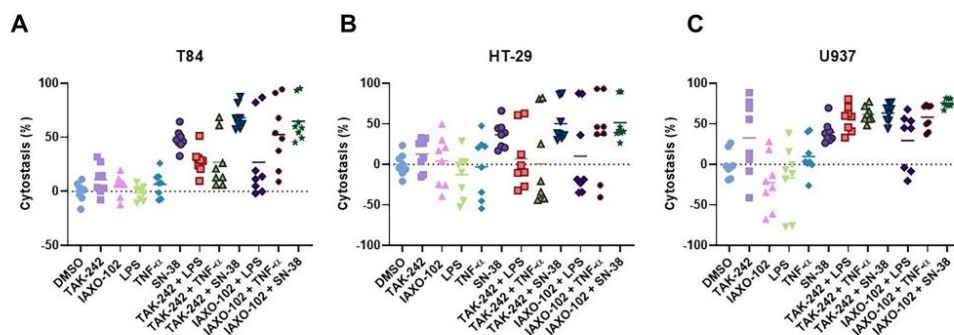 A
T84
Cytostasis (%)
100
50
0
-50
DMSO
TAK-242
IAXO-102
LPS
TNF-α
SN-38
TAK-242 + LPS
TAK-242 + TNF-α
TAK-242 + SN-38
IAXO-102 + LPS
IAXO-102 + TNF-α
IAXO-102 + SN-38
B
HT-29
Cytostasis (%)
100
50
0
-50
-100
DMSO
TAK-242
IAXO-102
LPS
TNF-α
SN-38
TAK-242 + LPS
TAK-242 + TNF-α
TAK-242 + SN-38
IAXO-102 + LPS
IAXO-102 + TNF-α
IAXO-102 + SN-38
C
U937
Cytostasis (%)
100
50
0
-50
-100
DMSO
TAK-242
IAXO-102
LPS
TNF-α
SN-38
TAK-242 + LPS
TAK-242 + TNF-α
TAK-242 + SN-38
IAXO-102 + LPS
IAXO-102 + TNF-α
IAXO-102 + SN-38